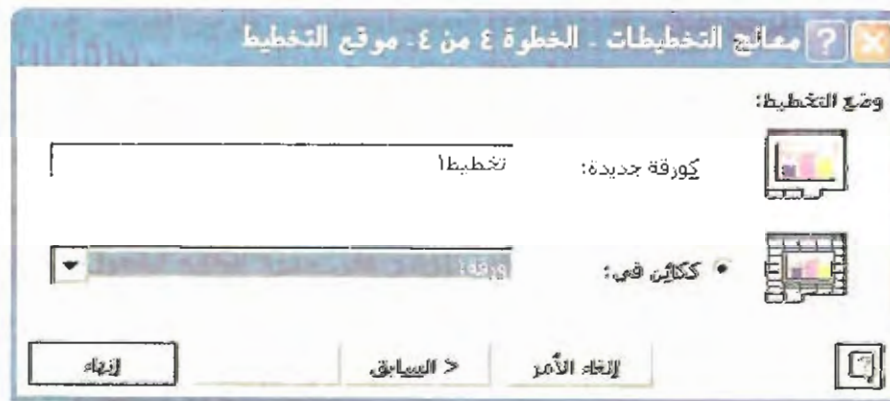 معالج التخطيطات - الخطوة ٤ من ٤ - موقع التخطيط
وضع التخطيط:
كورقة جديدة: تخطيط١
ككائن في: ورقة١
إلغاء الأمر < السابق إنهاء